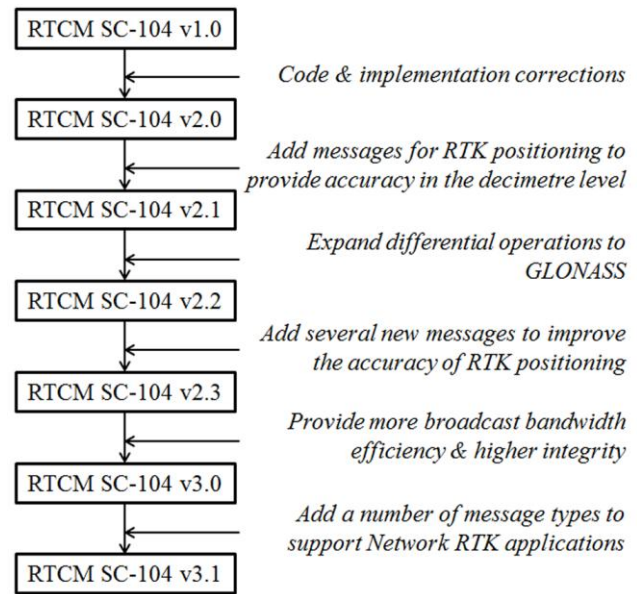 RTCM SC-104 v1.0
Code & implementation corrections
RTCM SC-104 v2.0
Add messages for RTK positioning to
provide accuracy in the decimetre level
RTCM SC-104 v2.1
Expand differential operations to
GLONASS
RTCM SC-104 v2.2
Add several new messages to improve
the accuracy of RTK positioning
RTCM SC-104 v2.3
Provide more broadcast bandwidth
efficiency & higher integrity
RTCM SC-104 v3.0
Add a number of message types to
support Network RTK applications
RTCM SC-104 v3.1